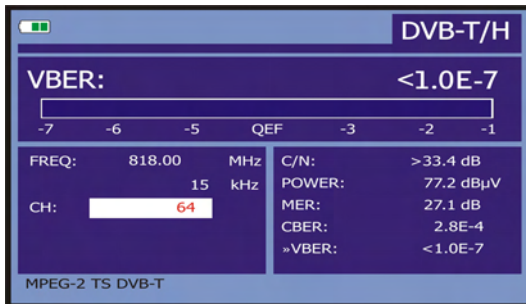 DVB-T/H
VBER: <1.0E-7
-7 -6 -5 QEF -3 -2 -1
FREQ: 818.00 MHz
15 kHz
CH: 64
C/N: >33.4 dB
POWER: 77.2 dBµV
MER: 27.1 dB
CBER: 2.8E-4
»VBER: <1.0E-7
MPEG-2 TS DVB-T